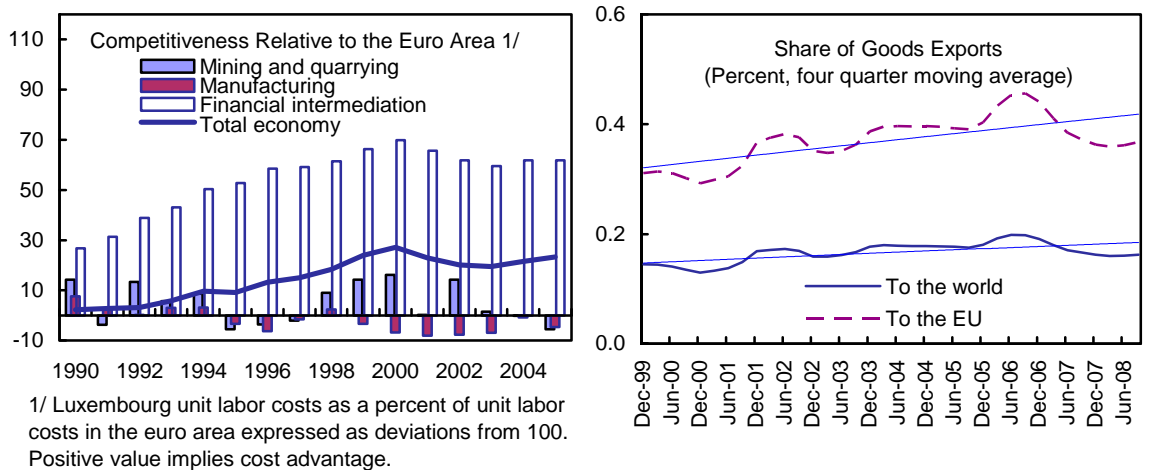 Competitiveness Relative to the Euro Area 1/
Mining and quarrying
Manufacturing
Financial intermediation
Total economy
110
90
70
50
30
10
-10
1990 1992 1994 1996 1998 2000 2002 2004
1/ Luxembourg unit labor costs as a percent of unit labor
costs in the euro area expressed as deviations from 100.
Positive value implies cost advantage.
Share of Goods Exports
(Percent, four quarter moving average)
0.6
0.4
0.2
0.0
To the world
To the EU
Dec-99
Jun-00
Dec-00
Jun-01
Dec-01
Jun-02
Dec-02
Jun-03
Dec-03
Jun-04
Dec-04
Jun-05
Dec-05
Jun-06
Dec-06
Jun-07
Dec-07
Jun-08